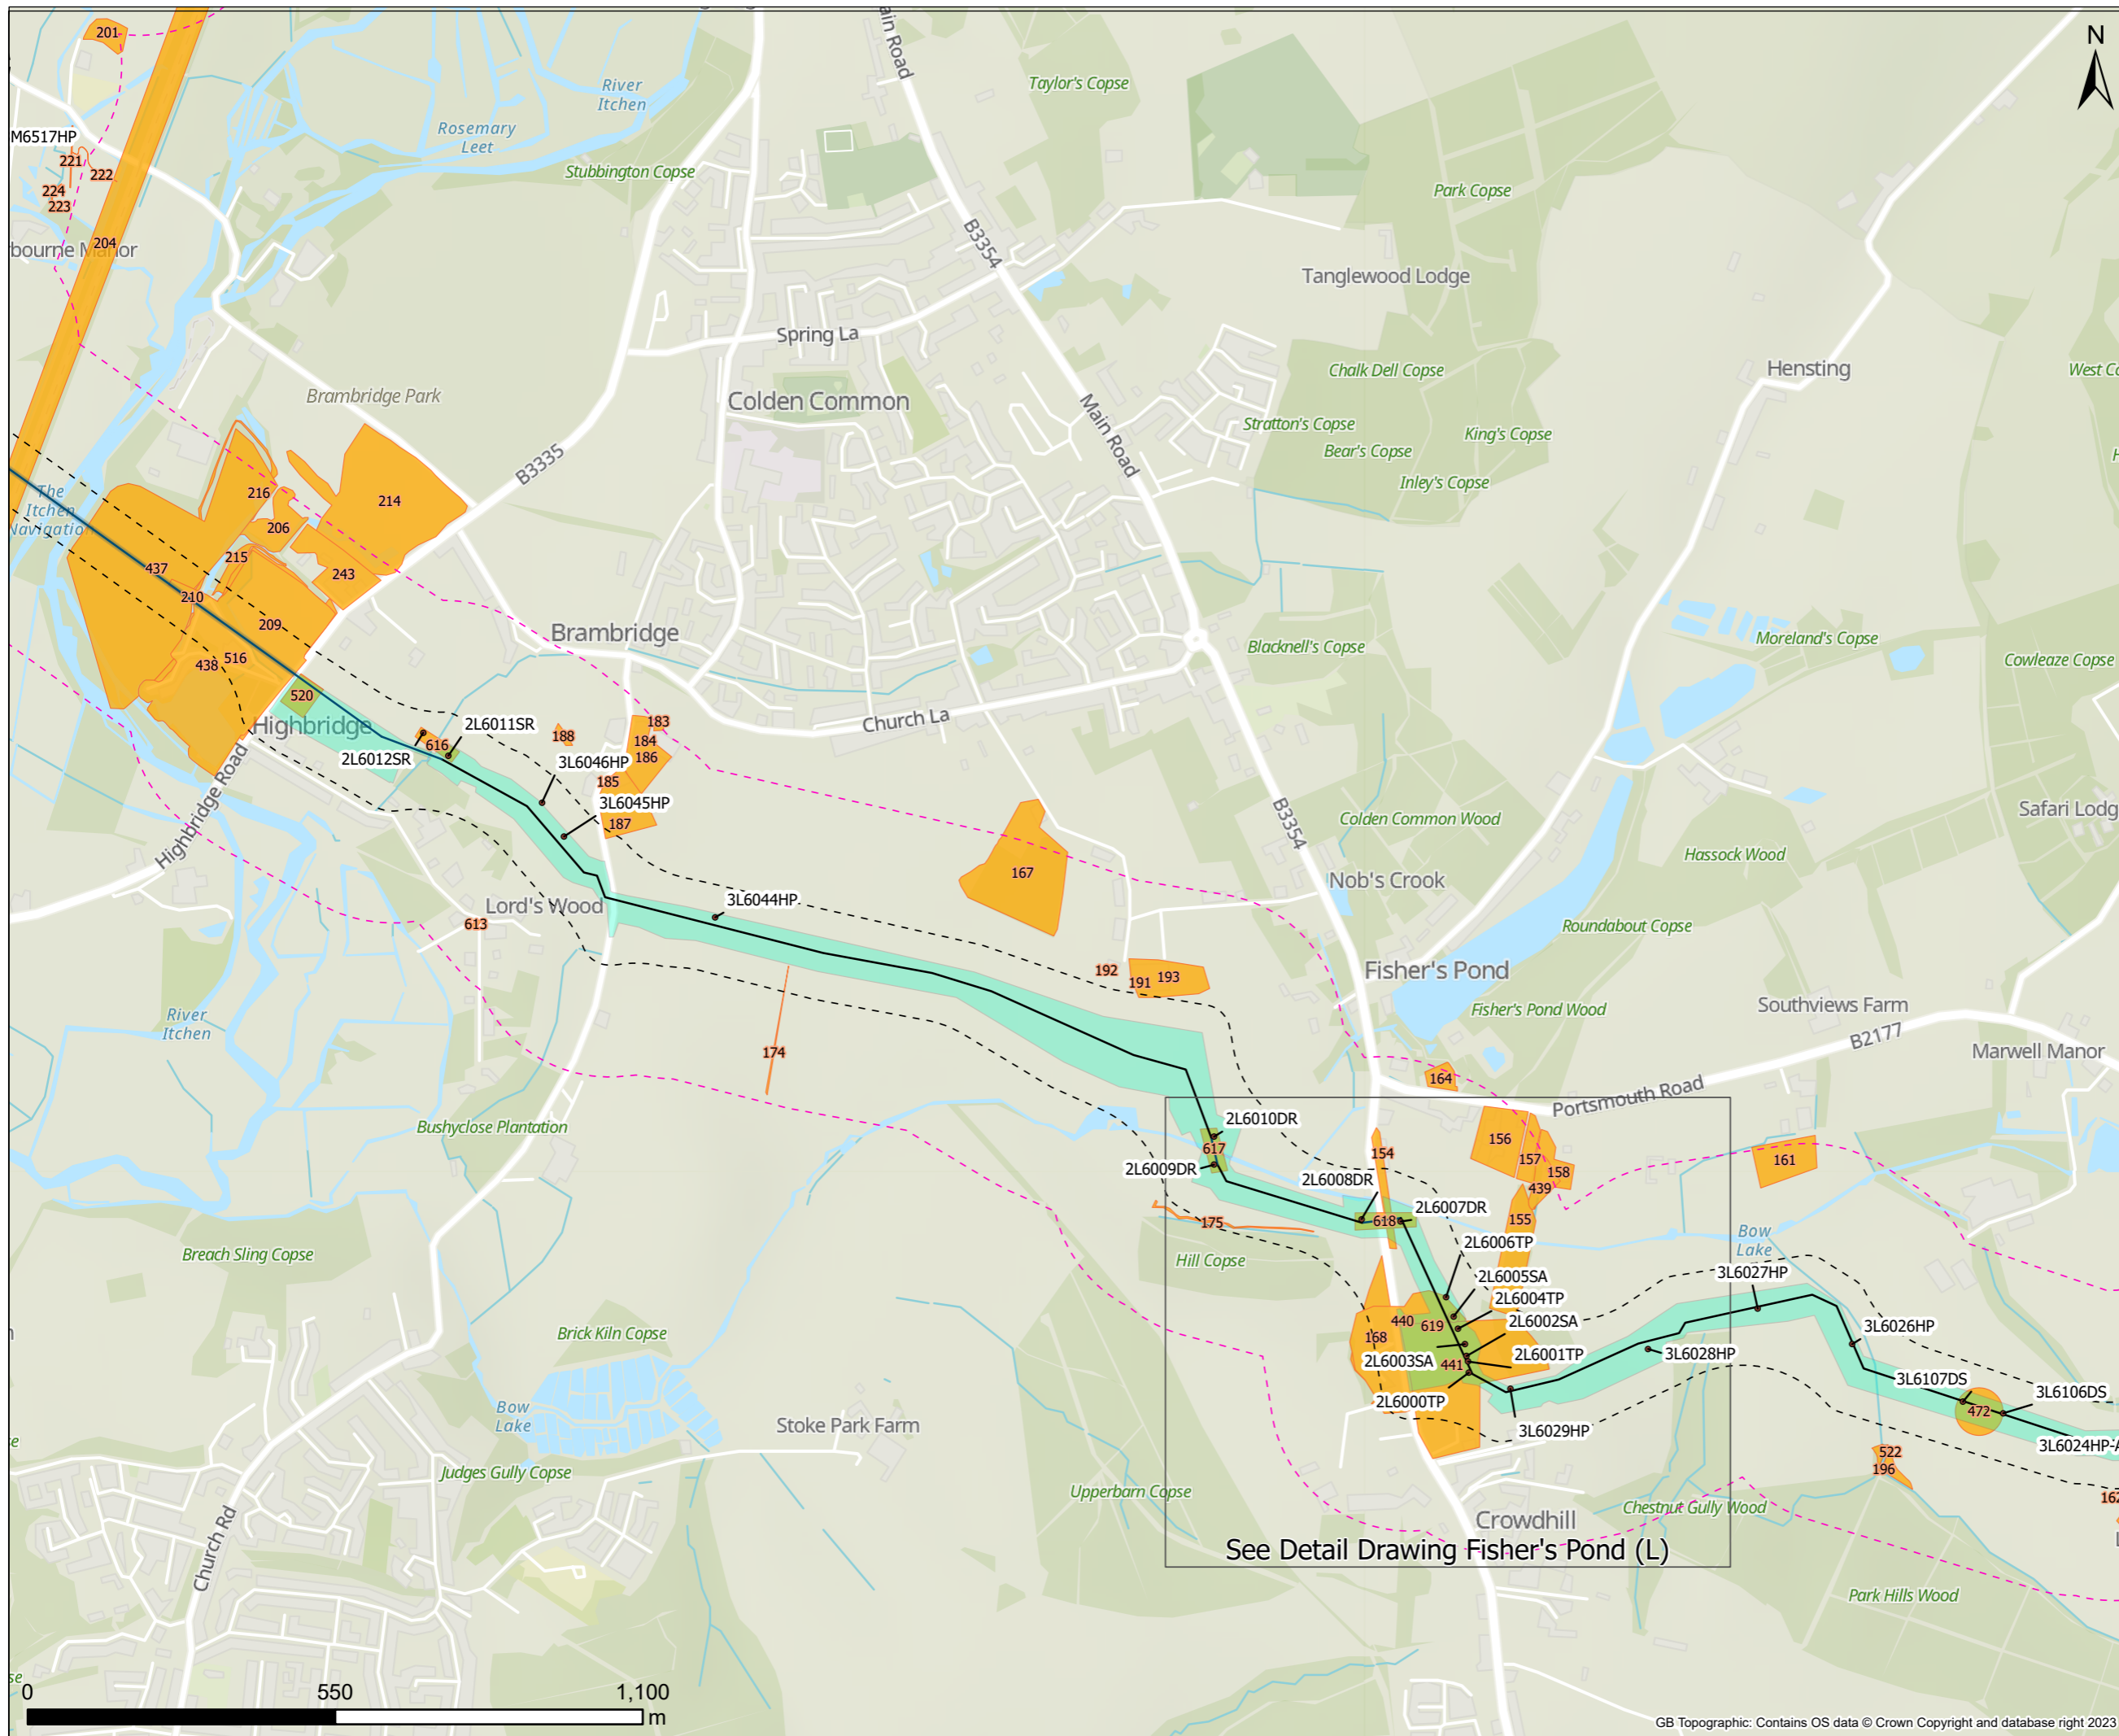 N
201
ain Road
Taylor's Copse
River
Itchen
Rosemary
Leet
M6517HP
221
222
224
223
Stubbington Copse
Park Copse
204
rbourne Manor
B3354
Tanglewood Lodge
Spring La
Chalk Dell Copse
Hensting
West Co
Brambridge Park
Colden Common
Main Road
Stratton's Copse
King's Copse
Bear's Copse
Inley's Copse
B3335
The
Itchen
Navigation
216
214
206
215
243
437
210
209
Brambridge
Blacknell's Copse
Moreland's Copse
Cowleaze Copse
438
516
520
Highbridge
Church La
183
188
184
186
616
2L6011SR
2L6012SR
3L6046HP
185
3L6045HP
187
Highbridge Road
B3354
Colden Common Wood
Safari Lodg
Hassock Wood
167
Nob's Crook
3L6044HP
Lord's Wood
613
Roundabout Copse
192
191
193
Fisher's Pond
Fisher's Pond Wood
Southviews Farm
B2177
River
Itchen
174
Marwell Manor
164
Portsmouth Road
Bushyclose Plantation
2L6010DR
617
2L6009DR
154
156
157
158
439
161
2L6008DR
618
2L6007DR
155
175
Hill Copse
Breach Sling Copse
Bow
Lake
2L6006TP
2L6005SA
2L6004TP
2L6002SA
3L6027HP
3L6026HP
440
619
168
2L6003SA
441
2L6001TP
2L6000TP
3L6028HP
3L6029HP
3L6107DS
472
3L6106DS
3L6024HP-A
Brick Kiln Copse
Bow
Lake
Stoke Park Farm
Judges Gully Copse
Upperbarn Copse
522
196
162
Chestnut Gully Wood
Crowdhill
See Detail Drawing Fisher's Pond (L)
Church Rd
Park Hills Wood
0
550
1,100
m
GB Topographic: Contains OS data © Crown Copyright and database right 2023